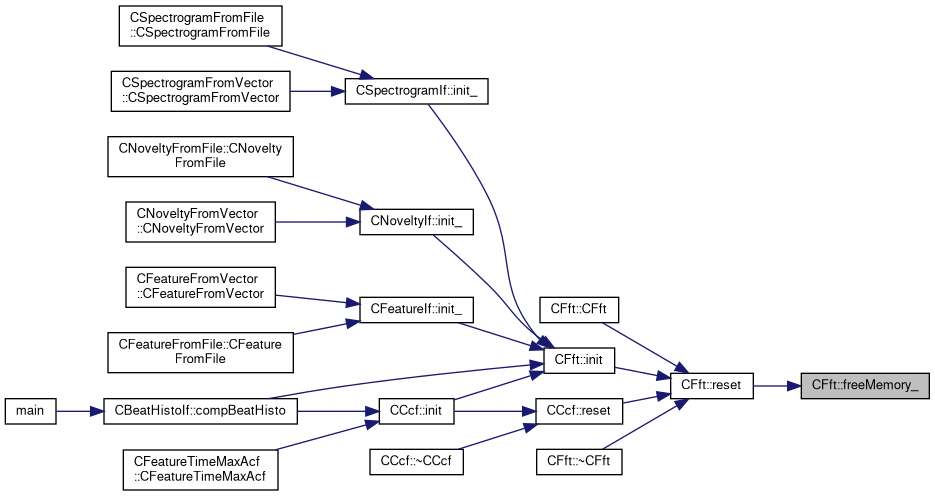 CSpectrogramFromFile
::CSpectrogramFromFile
CSpectrogramFromVector
::CSpectrogramFromVector
CSpectrogramIf::init_
CNoveltyFromFile::CNovelty
FromFile
CNoveltyFromVector
::CNoveltyFromVector
CNoveltyIf::init_
CFeatureFromVector
::CFeatureFromVector
CFeatureIf::init_
CFft::CFft
CFeatureFromFile::CFeature
FromFile
CFft::init
CFft::reset
CFft::freeMemory_
main
CBeatHistoIf::compBeatHisto
CCcf::init
CCcf::reset
CFeatureTimeMaxAcf
::CFeatureTimeMaxAcf
CCcf::~CCcf
CFft::~CFft